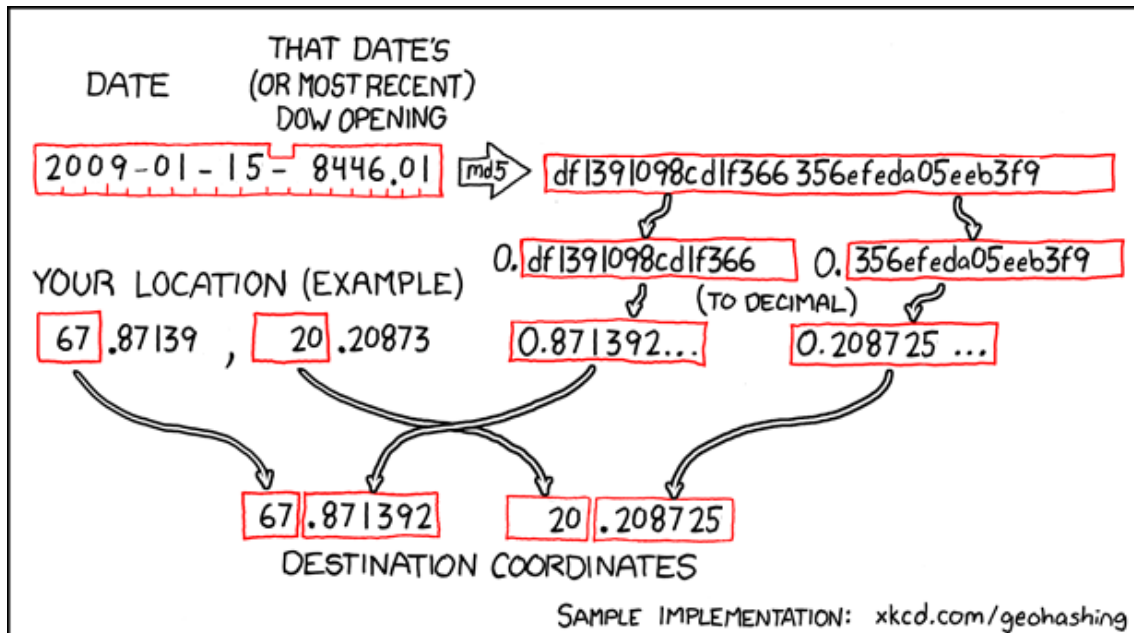 DATE
THAT DATE'S
(OR MOST RECENT)
DOW OPENING
2009-01-15- 8446.01
md5
df1391098cd1f366 356efeda05eeb3f9
0.df1391098cd1f366
0.356efeda05eeb3f9
(TO DECIMAL)
YOUR LOCATION (EXAMPLE)
67.87139, 20.20873
0.871392...
0.208725 ...
67.871392
20.208725
DESTINATION COORDINATES
SAMPLE IMPLEMENTATION: xkcd.com/geohashing